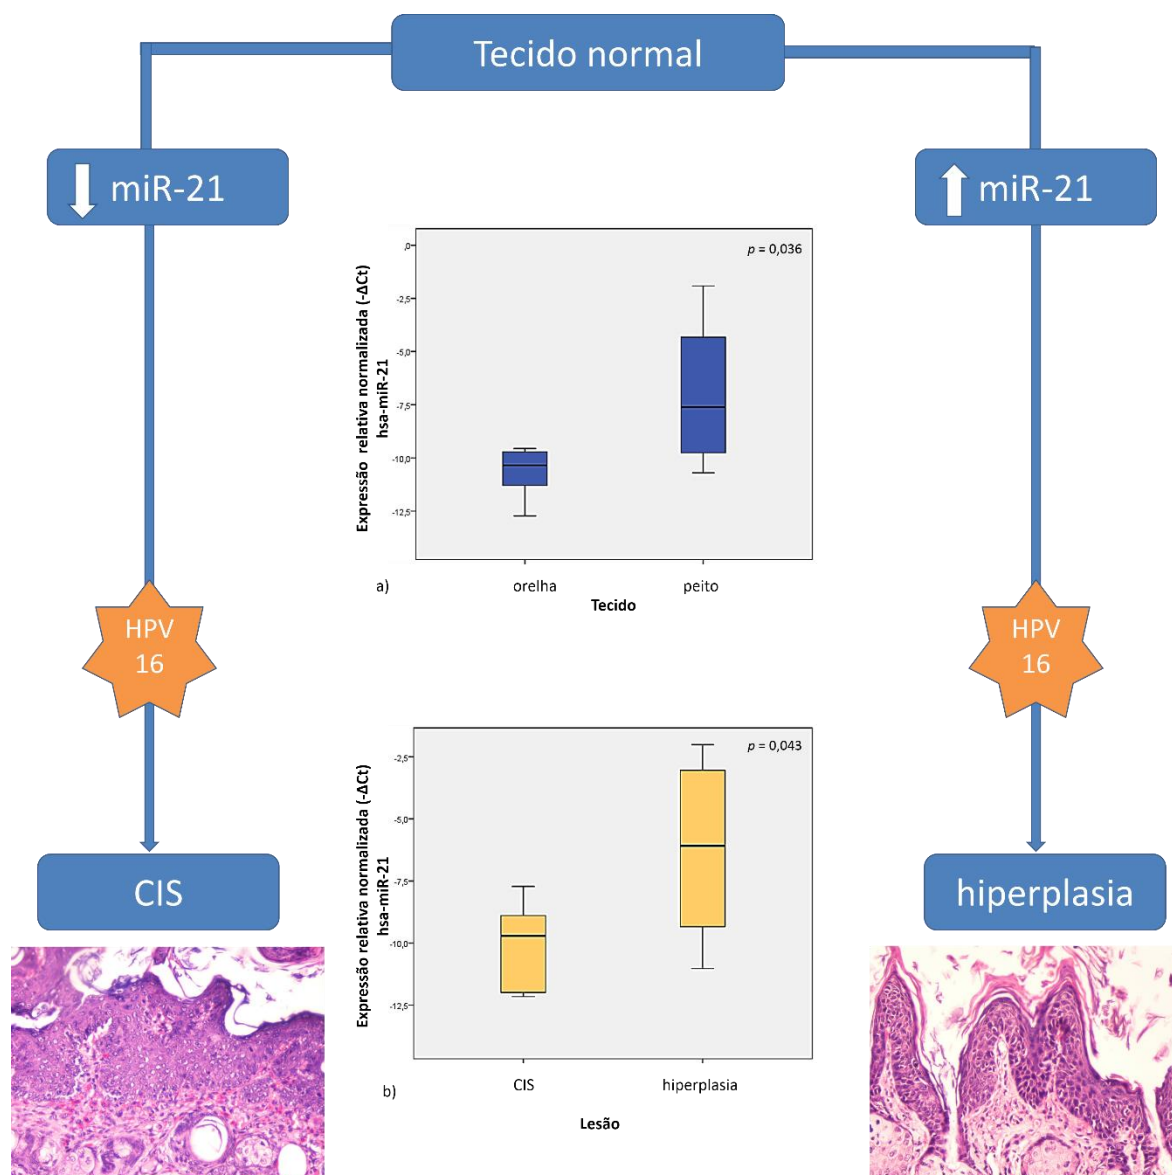 Tecido normal
miR-21
miR-21
p = 0,036
Expressão relativa normalizada (-ΔCt)
hsa-miR-21
,0
-2,5
-5,0
-7,5
-10,0
-12,5
orelha
peito
a)
Tecido
HPV
16
HPV
16
p = 0,043
Expressão relativa normalizada (-ΔCt)
hsa-miR-21
-2,5
-5,0
-7,5
-10,0
-12,5
CIS
hiperplasia
b)
Lesão
CIS
hiperplasia